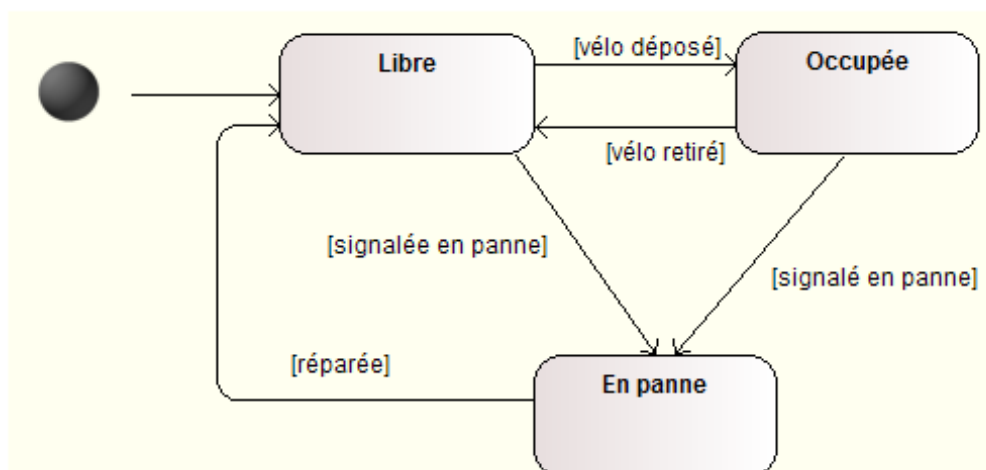 Libre
[vélo déposé]
Occupée
[vélo retiré]
[signalée en panne]
[signalé en panne]
[réparée]
En panne